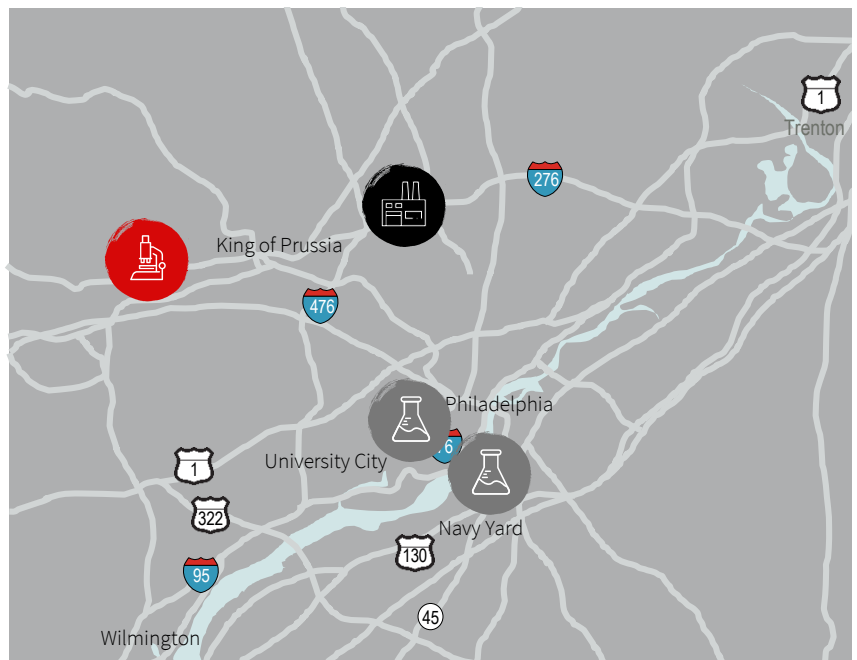 1
Trenton
276
King of Prussia
476
Philadelphia
University City
1
322
Navy Yard
130
95
45
Wilmington